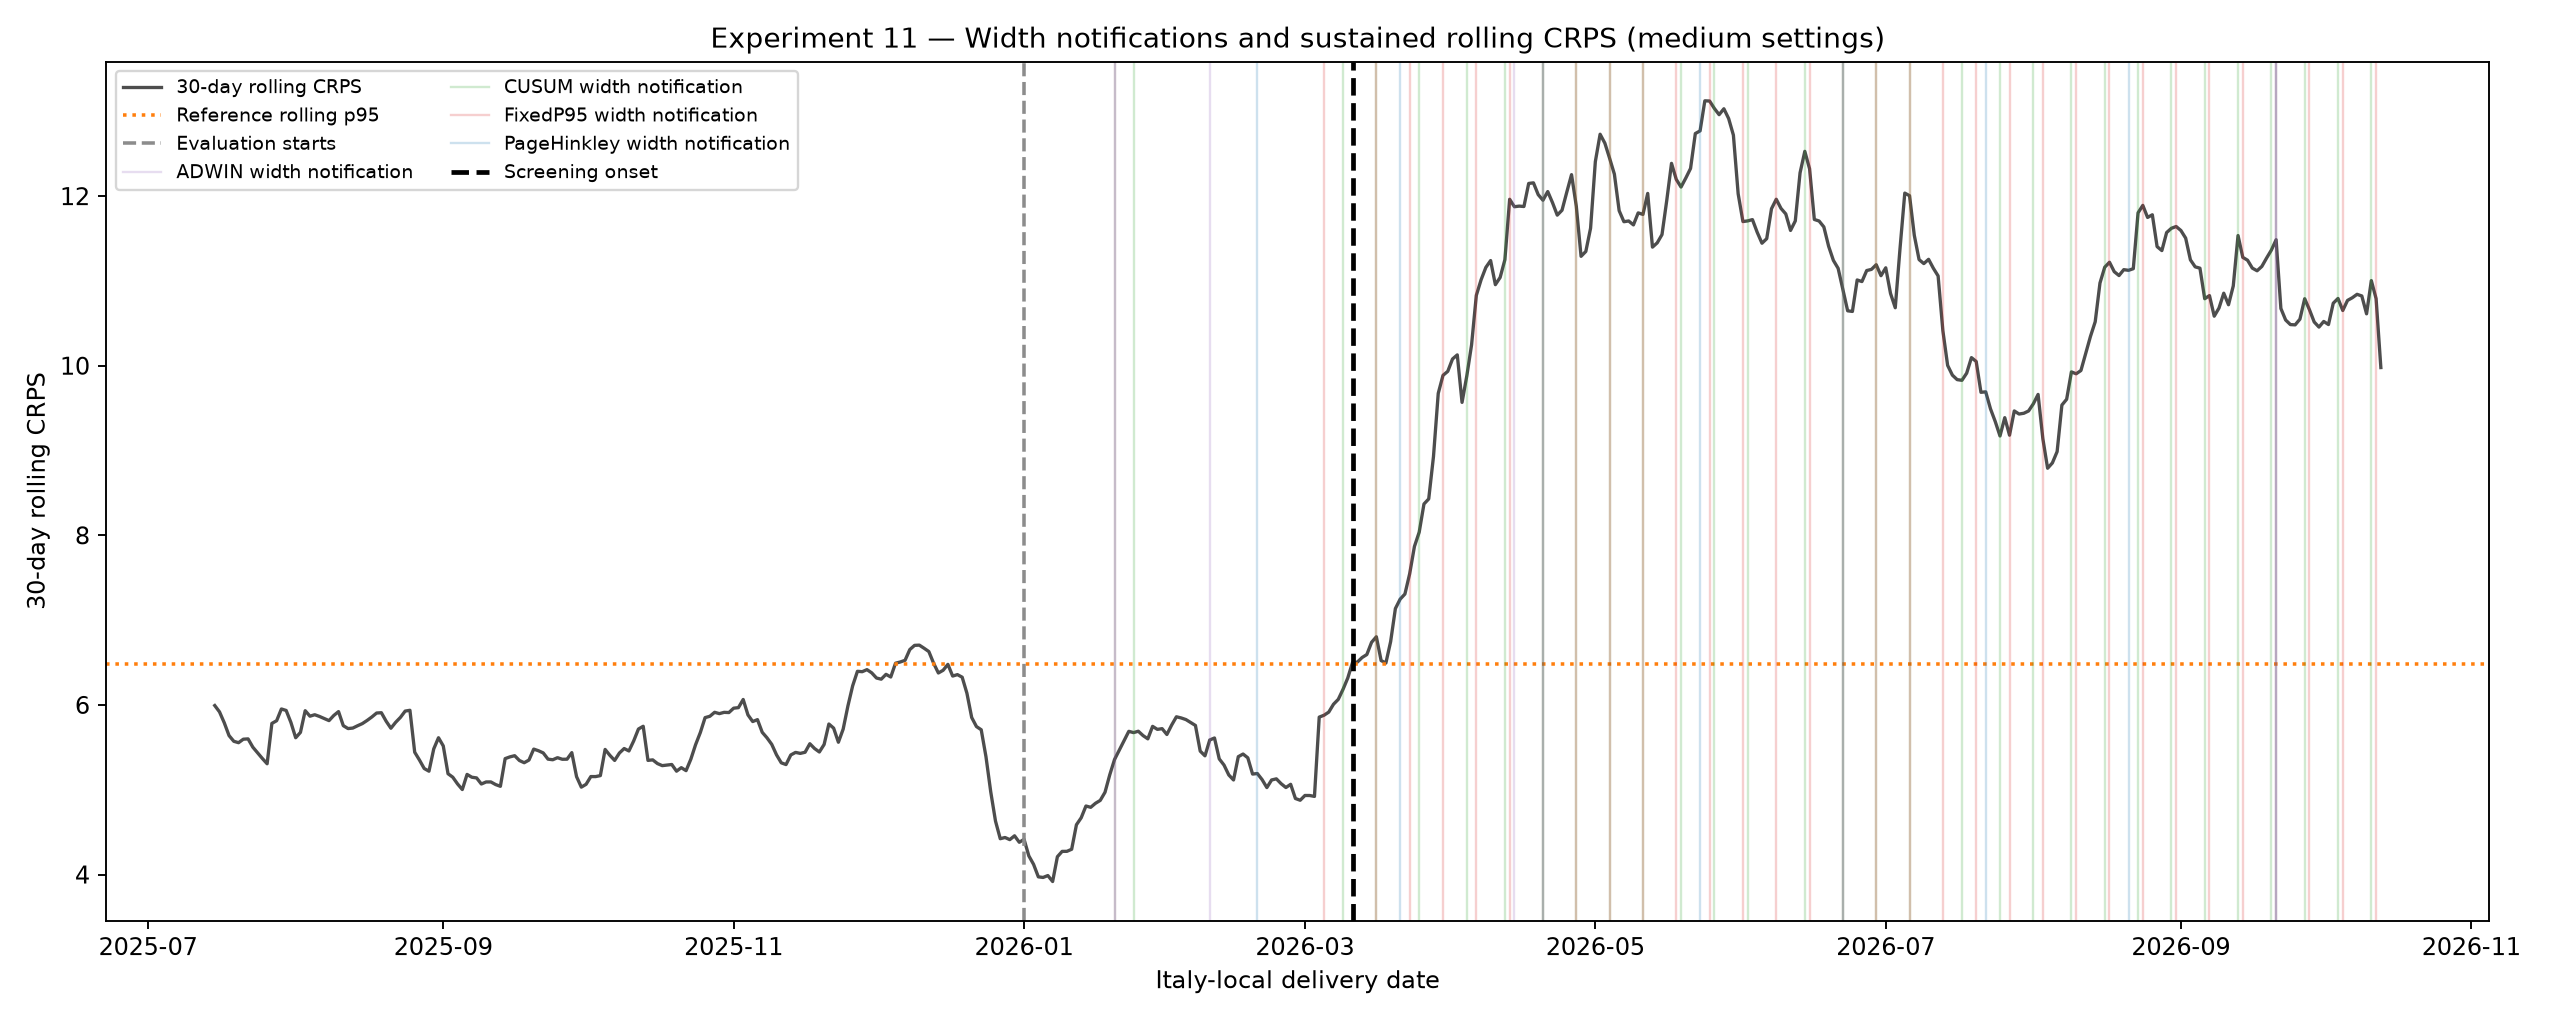 Experiment 11 — Width notifications and sustained rolling CRPS (medium settings)
30-day rolling CRPS
Reference rolling p95
Evaluation starts
ADWIN width notification
CUSUM width notification
FixedP95 width notification
PageHinkley width notification
Screening onset
30-day rolling CRPS
12
10
8
6
4
2025-07
2025-09
2025-11
2026-01
2026-03
2026-05
2026-07
2026-09
2026-11
Italy-local delivery date